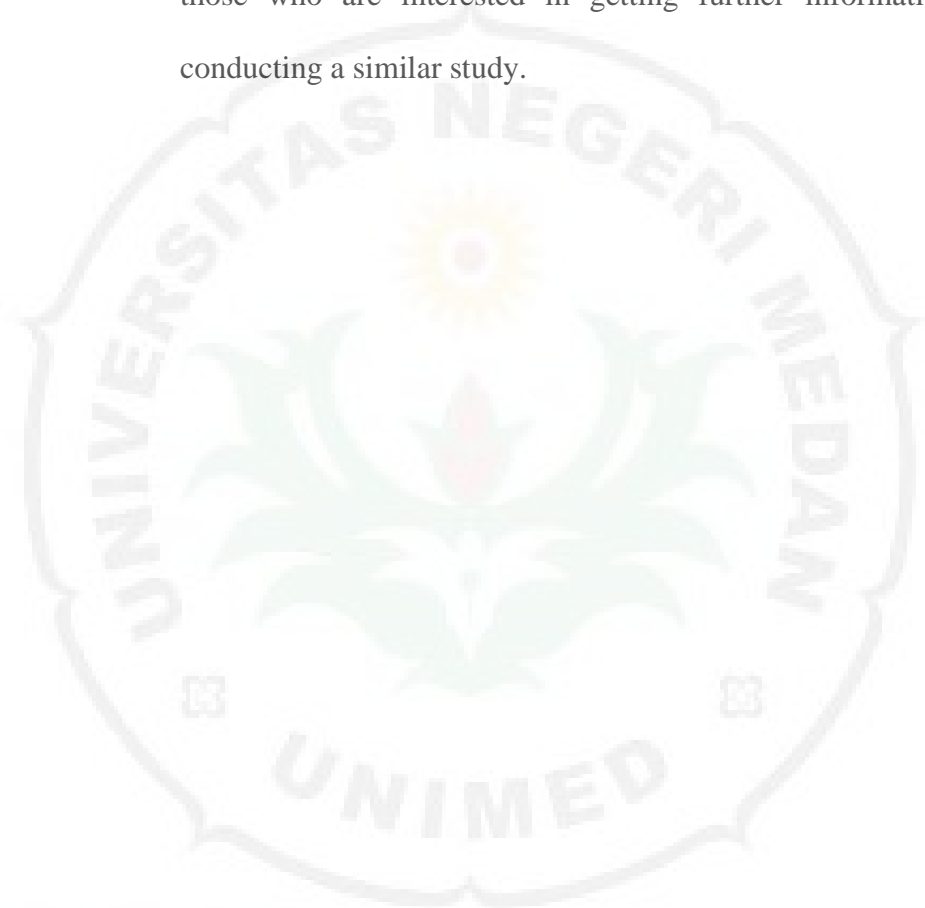 those who are interested in getting further
conducting a similar study.
UNIVERSITAS NEGERI MEDAN
UNIMED